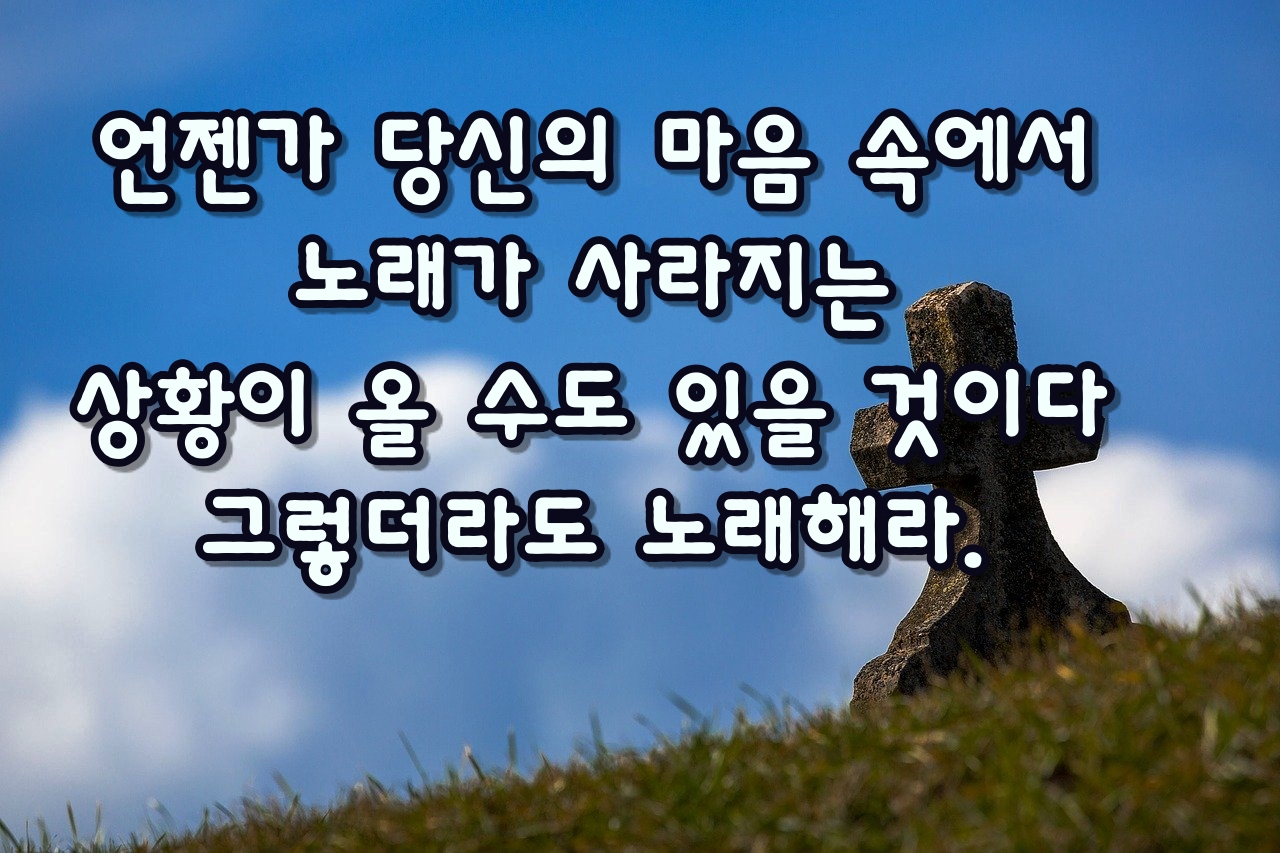 언젠가 당신의 마음 속에서
노래가 사라지는
상황이 올 수도 있을 것이다
그렇더라도 노래해라.